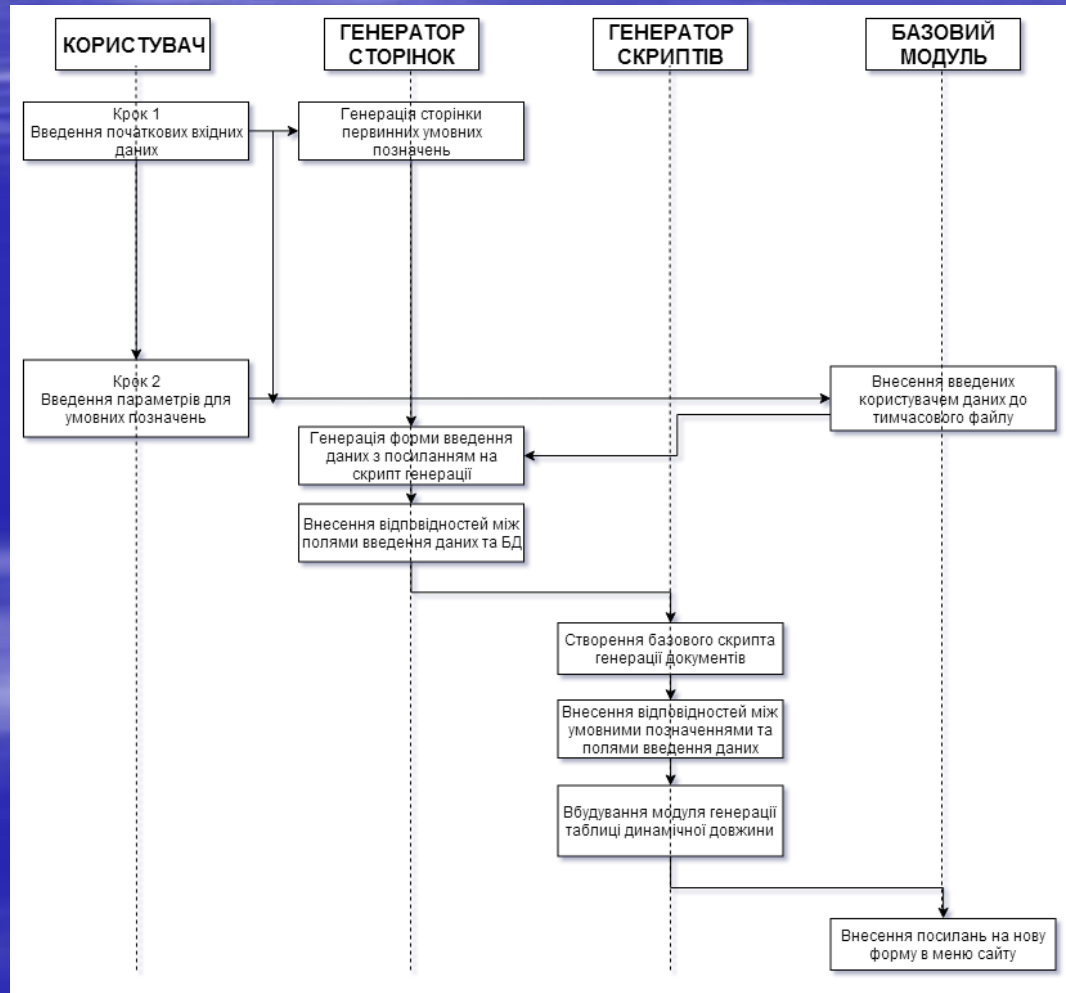 КОРИСТУВАЧ
ГЕНЕРАТОР
СТОРІНОК
ГЕНЕРАТОР
СКРИПТІВ
БАЗОВИЙ
МОДУЛЬ
Крок 1
Введення початкових вхідних
даних
Генерація сторінки
первинних умовних
позначень
Крок 2
Введення параметрів для
умовних позначень
Внесення введених
користувачем даних до
тимчасового файлу
Генерація форми введення
даних з посиланням на
скрипт генерації
Внесення відповідностей між
полями введення даних та БД
Створення базового скрипта
генерації документів
Внесення відповідностей між
умовними позначеннями та
полями введення даних
Вбудування модуля генерації
таблиці динамічної довжини
Внесення посилань на нову
форму в меню сайту